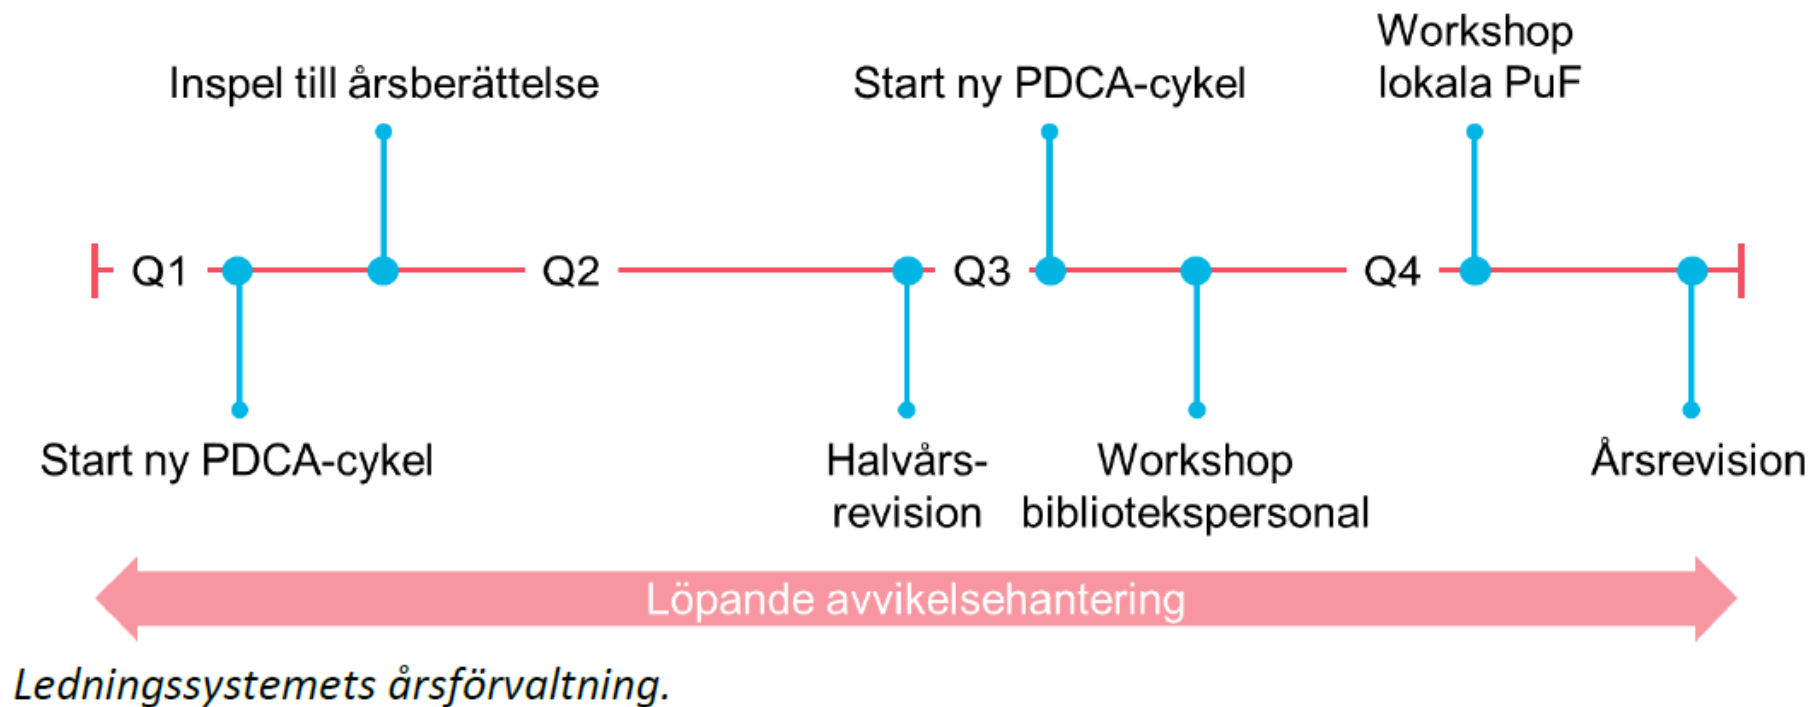 Workshop
lokala PuF
Inspel till årsberättelse
Start ny PDCA-cykel
Q1
Q2
Q3
Q4
Start ny PDCA-cykel
Halvårs-
revision
Workshop
bibliotekspersonal
Årsrevision
Löpande avvikelsehantering
Ledningssystemets årsförvaltning.